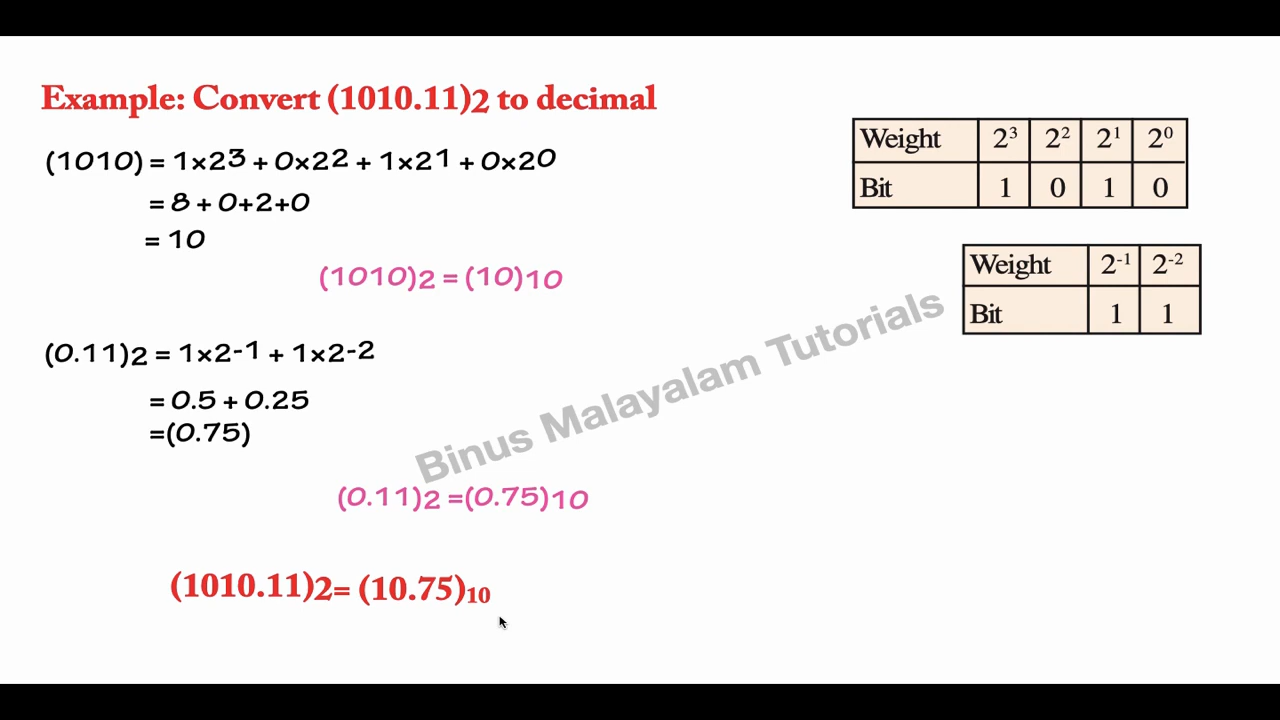 Example: Convert (1010.11)2 to decimal
(1010) = 1×2³ + 0×2² + 1×2¹ + 0×2⁰
= 8 + 0+2+0
= 10
(1010)2 = (10)10
(0.11)2 = 1×2-1 + 1×2-2
= 0.5 + 0.25
=(0.75)
(0.11)2 =(0.75)10
(1010.11)2= (10.75)10
Weight 2³ 2² 2¹ 2⁰
Bit 1 0 1 0
Weight 2-1 2-2
Bit 1 1
Binus Malayalam Tutorials